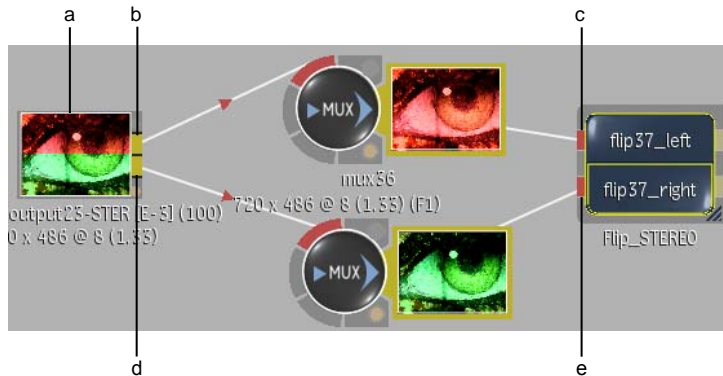 a b c
MUX
flip37_left
mux36
flip37_right
output23-STER [E-3] (100)
720 x 486 @ 8 (1.33) (F1)
0 x 486 @ 8 (1.33)
Flip_STEREO
MUX
d e